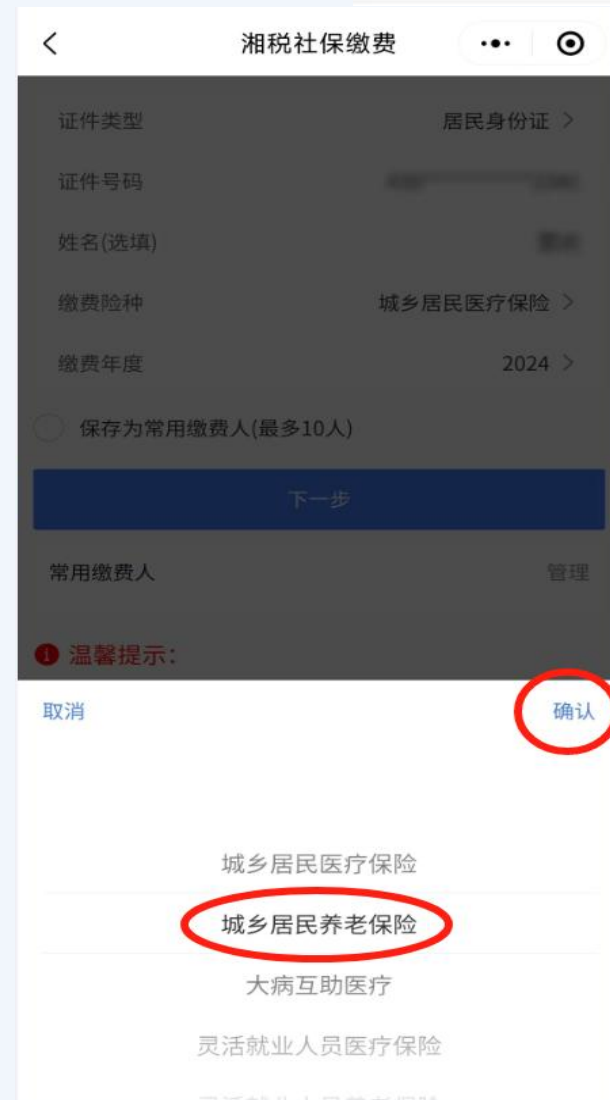 湘税社保缴费
证件类型 居民身份证
证件号码
姓名(选填)
缴费险种 城乡居民医疗保险
缴费年度 2024
保存为常用缴费人(最多10人)
下一步
常用缴费人 管理
温馨提示:
取消 确认
城乡居民医疗保险
城乡居民养老保险
大病互助医疗
灵活就业人员医疗保险